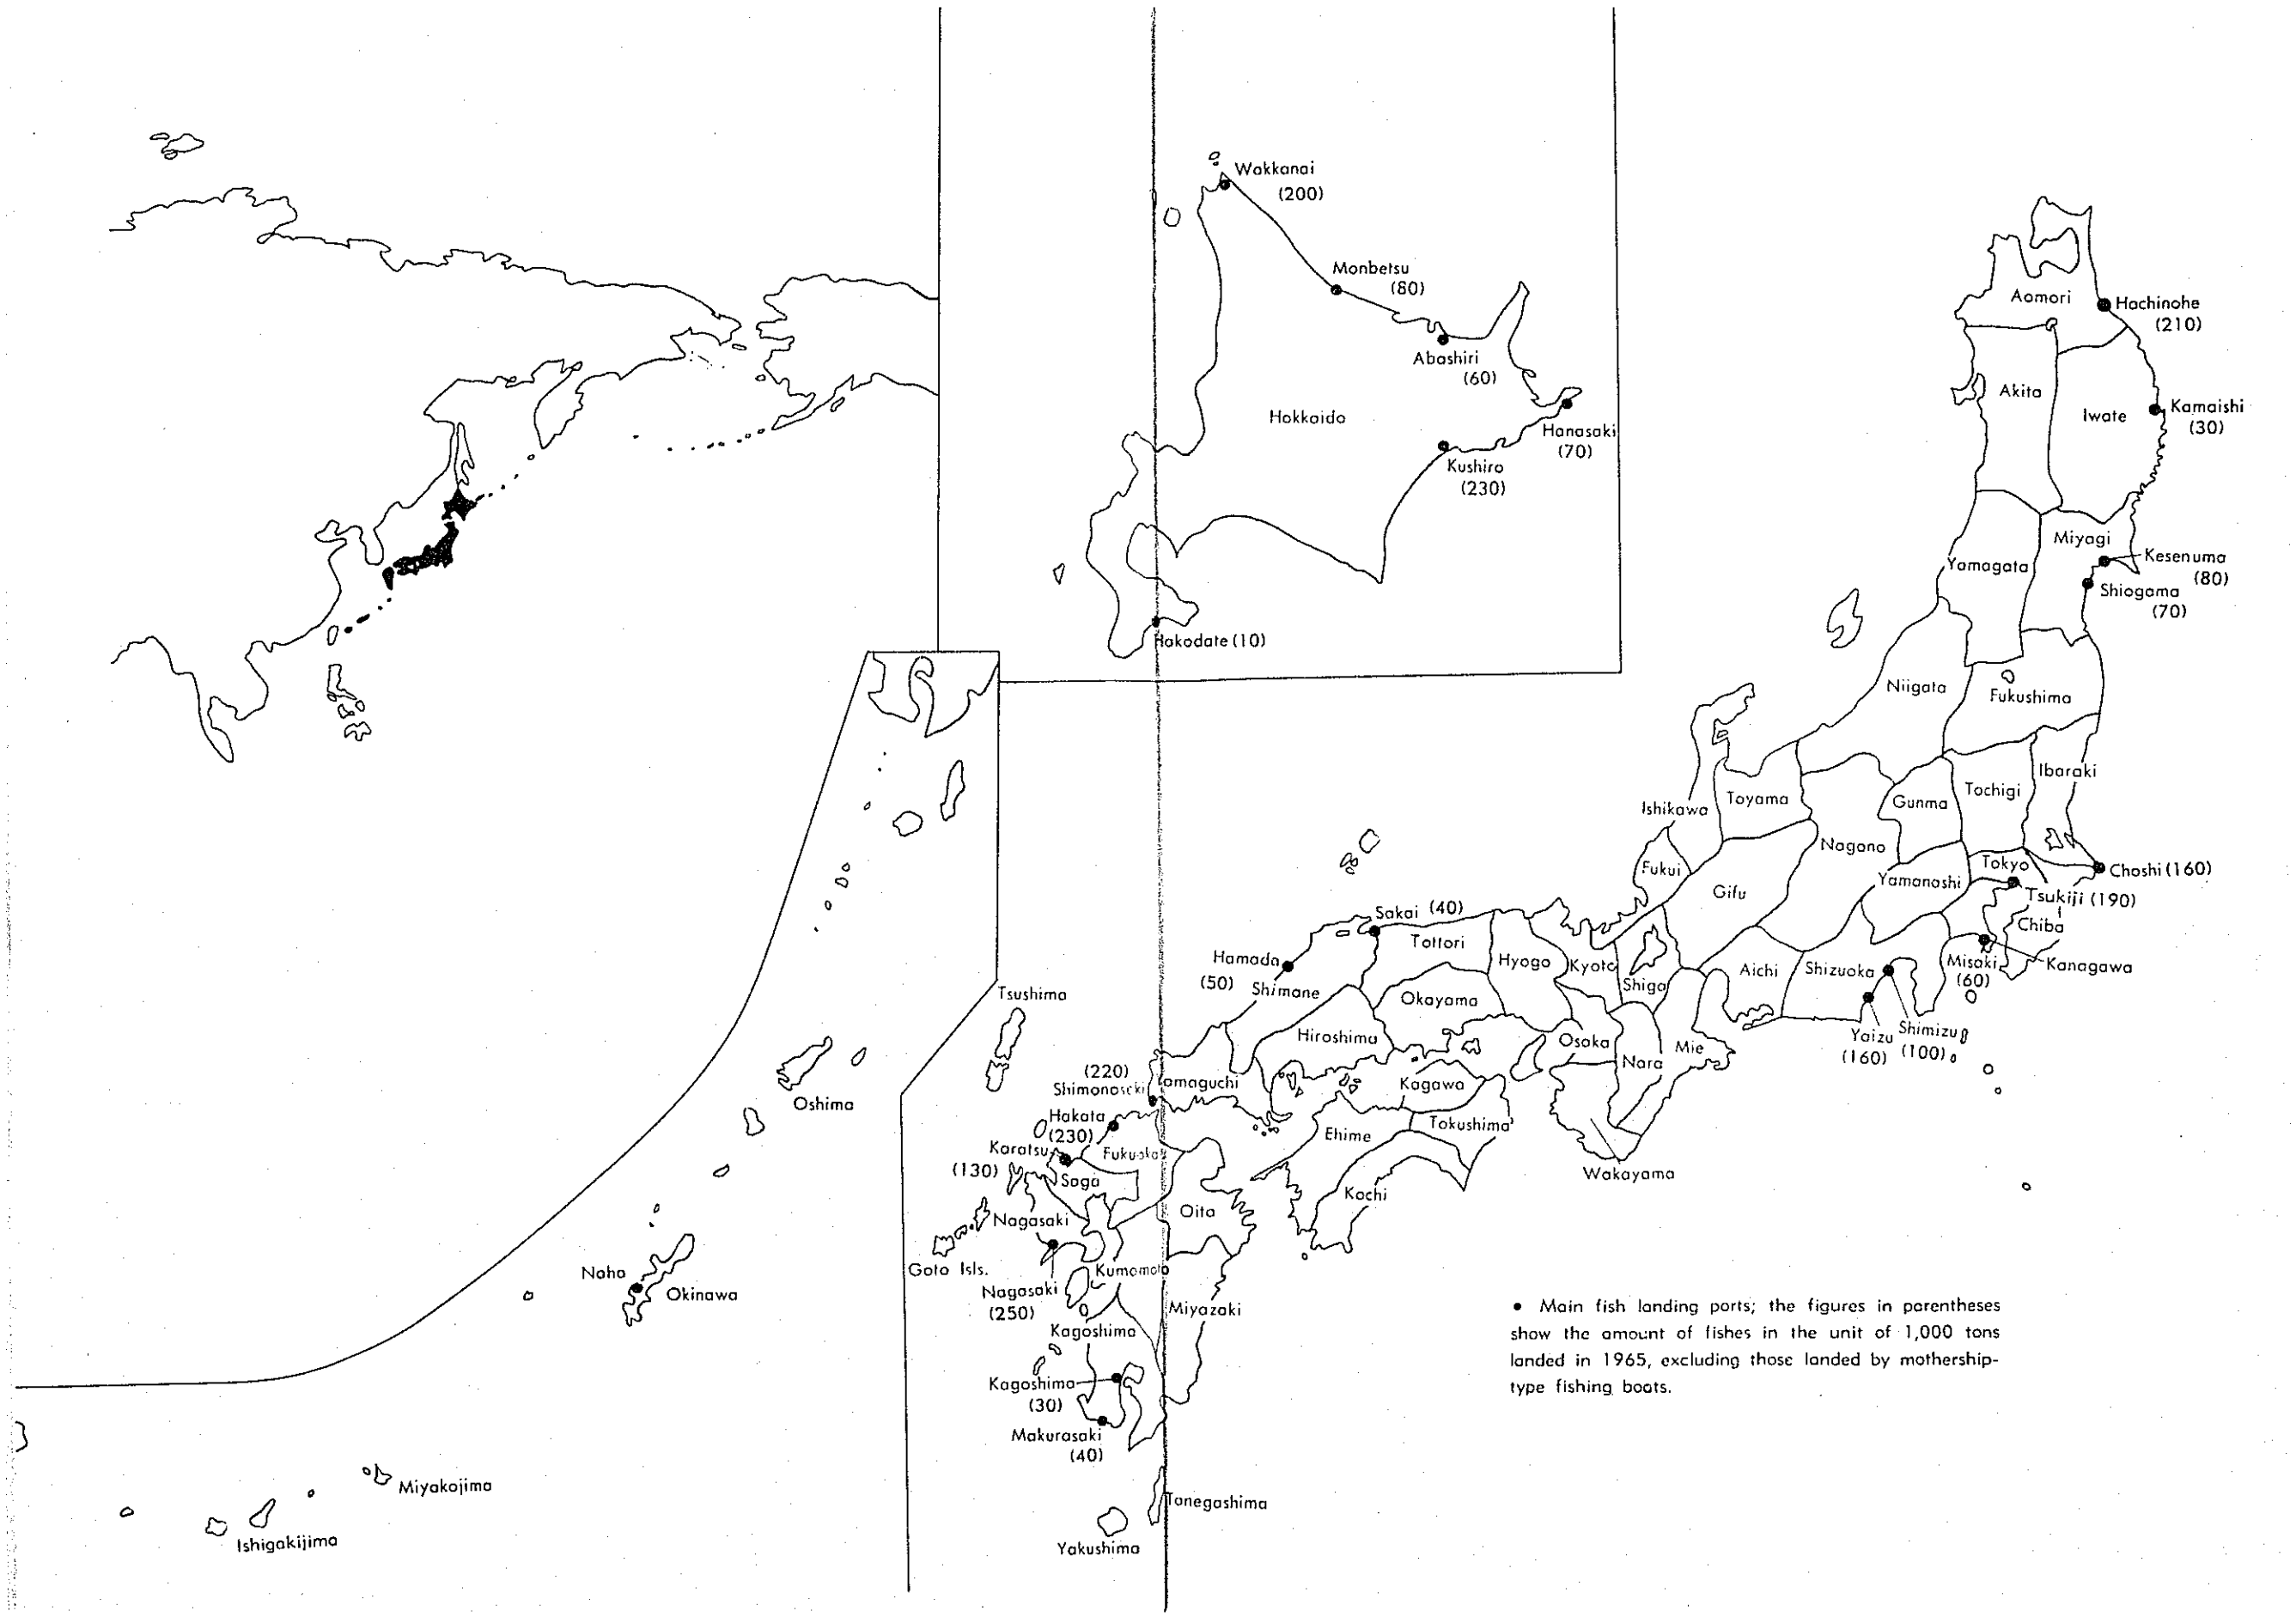 Wakkanai
(200)
Monbetsu
(80)
Abashiri
(60)
Hokkaido
Hanasaki
(70)
Kushiro
(230)
Hakodate (10)
Aomori
Hachinohe
(210)
Akita
Iwate
Kamaishi
(30)
Miyagi
Kesenuma
(80)
Yamagata
Shiogama
(70)
Niigata
Fukushima
Ibaraki
Tochigi
Gunma
Toyama
Ishikawa
Nagano
Fukui
Tokyo
Choshi (160)
Yamanashi
Gifu
Tsukiji (190)
Chiba
Sakai (40)
Tottori
Hamada
(50)
Shimane
Hyogo
Kyoto
Shiga
Aichi
Shizuoka
Misaki
(60)
Kanagawa
Okayama
Hiroshima
Osaka
Nara
Mie
Yaizu
(160)
Shimizu
(100)
Tsushima
(220)
Shimonoseki
Yamaguchi
Kagawa
Tokushima
Ehime
Kochi
Wakayama
Hakata
(230)
Karatsu
(130)
Fukuoka
Saga
Oita
Nagasaki
Goto Isls.
Kumamoto
Nagasaki
(250)
Miyazaki
Kagoshima
Kagoshima
(30)
Makurasaki
(40)
Tanegashima
Yakushima
Oshima
Naha
Okinawa
Miyakojima
Ishigakijima
• Main fish landing ports; the figures in parentheses
show the amount of fishes in the unit of 1,000 tons
landed in 1965, excluding those landed by mothership-
type fishing boats.